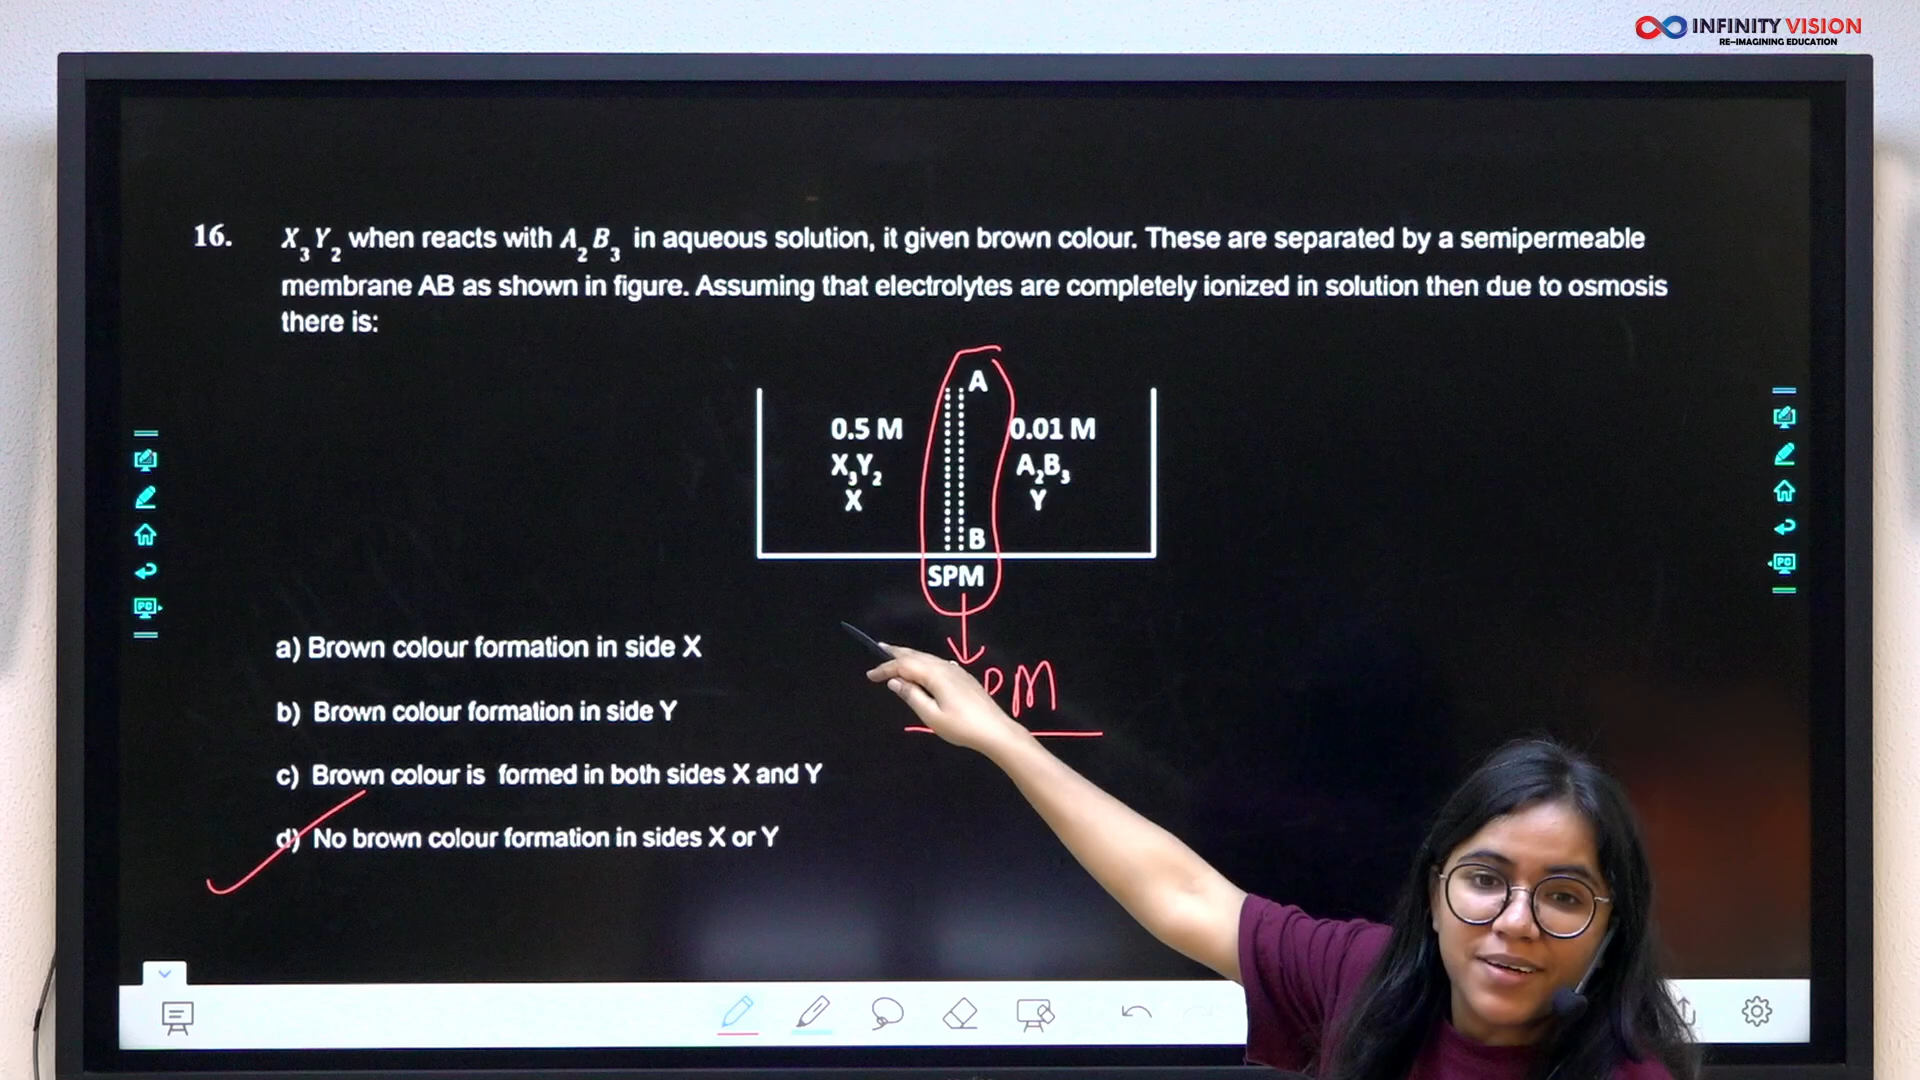 INFINITY VISION
RE-IMAGINING EDUCATION
16. X₃Y₂ when reacts with A₂B₃ in aqueous solution, it given brown colour. These are separated by a semipermeable
membrane AB as shown in figure. Assuming that electrolytes are completely ionized in solution then due to osmosis
there is:
A
0.5 M 0.01 M
X₃Y₂ A₂B₃
X Y
B
SPM
PM
a) Brown colour formation in side X
b) Brown colour formation in side Y
c) Brown colour is formed in both sides X and Y
d) No brown colour formation in sides X or Y
PC
PC